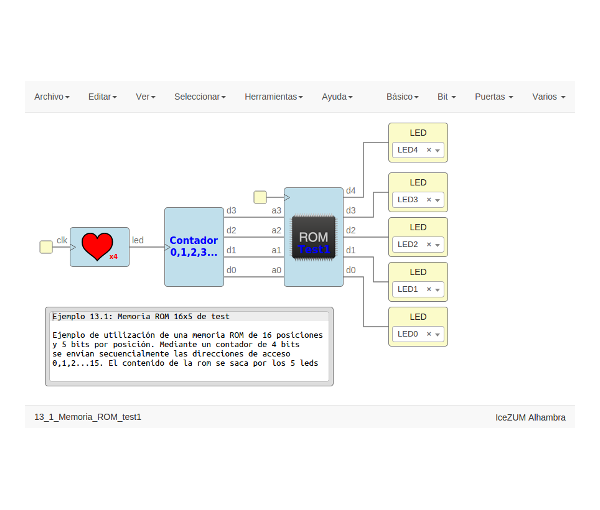 Archivo Editar Ver Seleccionar Herramientas Ayuda Básico Bit Puertas Varios
LED
LED4 ×
d4
LED
LED3 ×
d3 a3 d3
LED
LED2 ×
d2 a2 d2
clk led
x4
Contador
0,1,2,3...
ROM
Test1
d1 a1 d1
LED
LED1 ×
d0 a0 d0
LED
LED0 ×
Ejemplo 13.1: Memoria ROM 16x5 de test
Ejemplo de utilización de una memoria ROM de 16 posiciones
y 5 bits por posición. Mediante un contador de 4 bits
se envian secuencialmente las direcciones de acceso
0,1,2...15. El contenido de la rom se saca por los 5 leds
13_1_Memoria_ROM_test1 IceZUM Alhambra